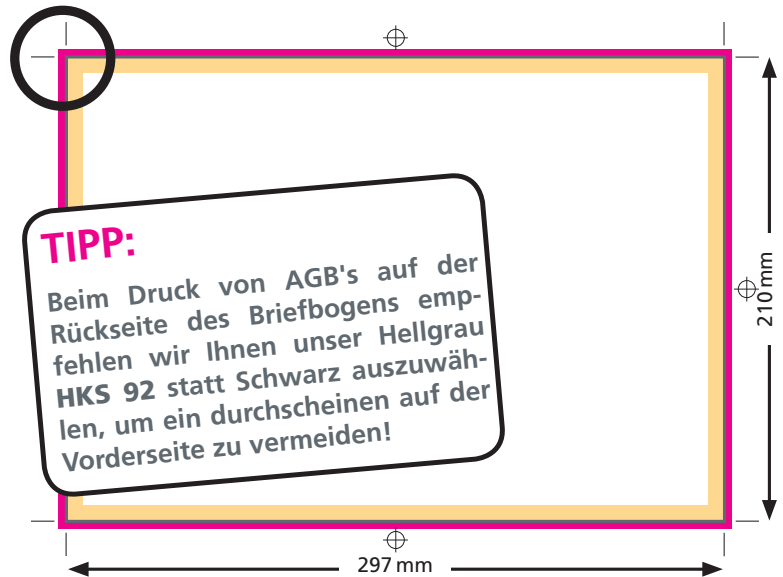 TIPP:
Beim Druck von AGB's auf der
Rückseite des Briefbogens emp-
fehlen wir Ihnen unser Hellgrau
HKS 92 statt Schwarz auszuwäh-
len, um ein durchscheinen auf der
Vorderseite zu vermeiden!
210 mm
297 mm